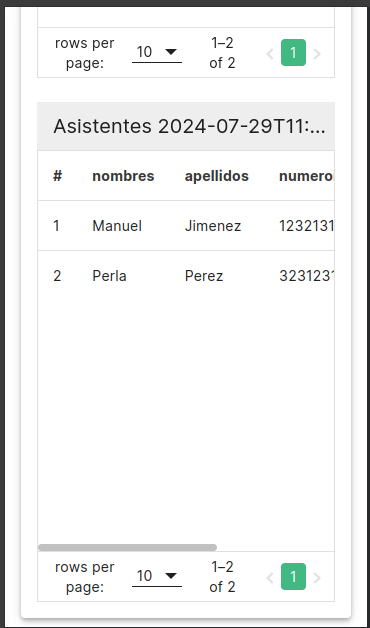 rows per page: 10 1–2 of 2 1
Asistentes 2024-07-29T11:...
# nombres apellidos numero
1 Manuel Jimenez 1232131
2 Perla Perez 323123
rows per page: 10 1–2 of 2 1